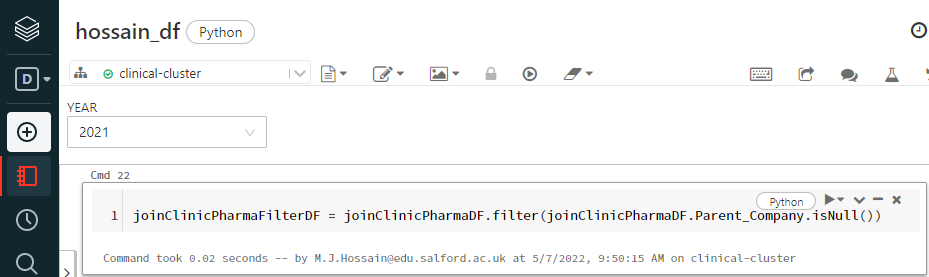 hossain_df Python
D
clinical-cluster
YEAR
2021
Cmd 22
Python
1 joinClinicPharmaFilterDF = joinClinicPharmaDF.filter(joinClinicPharmaDF.Parent_Company.isNull())
Command took 0.02 seconds -- by M.J.Hossain@edu.salford.ac.uk at 5/7/2022, 9:50:15 AM on clinical-cluster